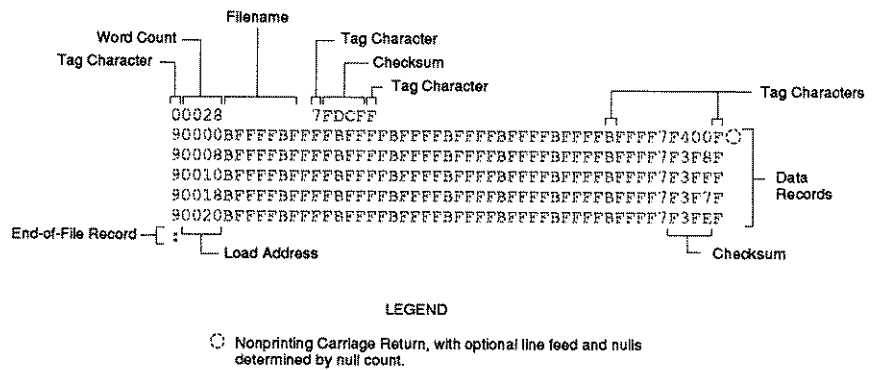 Filename
Word Count
Tag Character
Tag Character
Checksum
Tag Character
Tag Characters
00028 7FDCFF
90000BFFFFBFFFFBFFFFBFFFFBFFFFBFFFFBFFFFBFFFF7F400F
90008BFFFFBFFFFBFFFFBFFFFBFFFFBFFFFBFFFFBFFFF7F3F8F
90010BFFFFBFFFFBFFFFBFFFFBFFFFBFFFFBFFFFBFFFF7F3FFF
90018BFFFFBFFFFBFFFFBFFFFBFFFFBFFFFBFFFFBFFFF7F3F7F
90020BFFFFBFFFFBFFFFBFFFFBFFFFBFFFFBFFFFBFFFF7F3FEF
:
Data
Records
End-of-File Record
Load Address
Checksum
LEGEND
Nonprinting Carriage Return, with optional line feed and nulls
determined by null count.